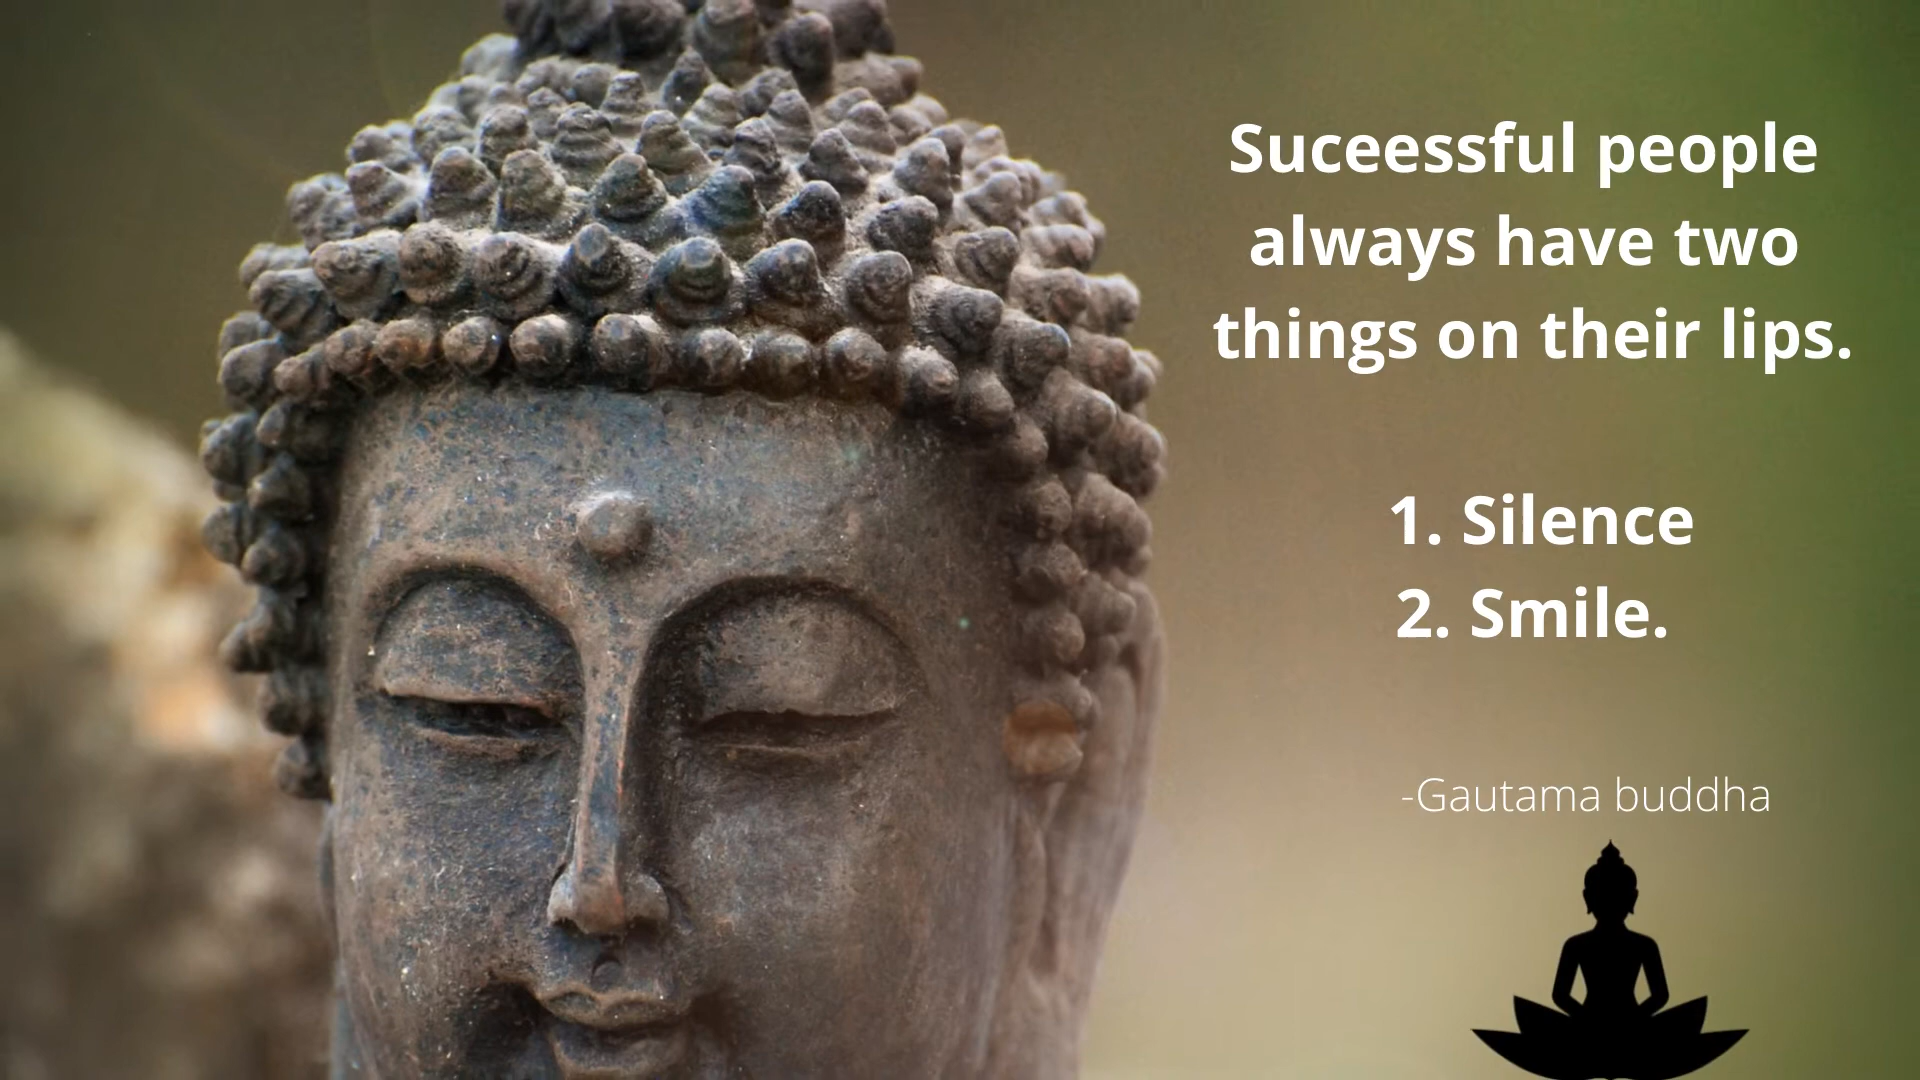 Suceessful people
always have two
things on their lips.
1. Silence
2. Smile.
-Gautama buddha